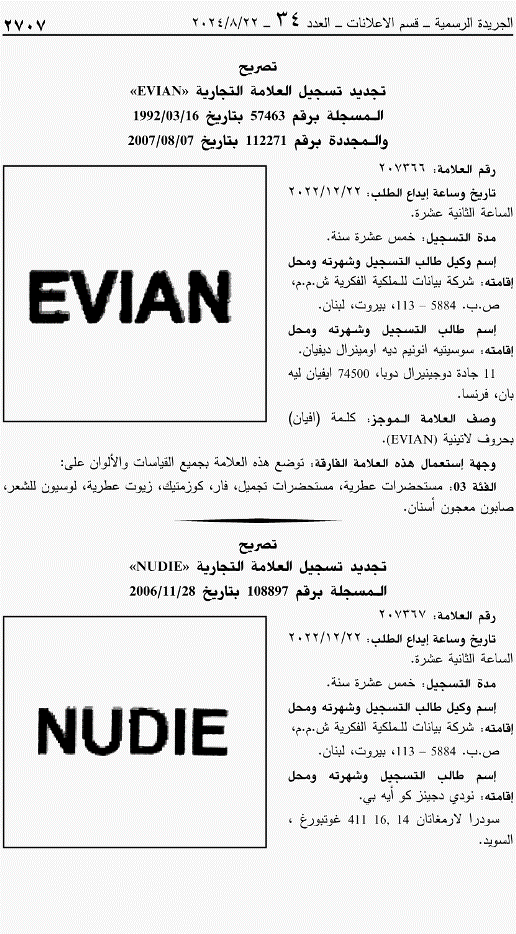 الجريدة الرسمية ــ قسم الاعلانات ــ العدد ٣٤ ــ ٢٠٢٤/٨/٢٢
٢٧٠٧
تصريح
تجديد تسجيل العلامة التجارية «EVIAN»
المسجلة برقم 57463 بتاريخ 1992/03/16
والمجددة برقم 112271 بتاريخ 2007/08/07
رقم العلامة: ٢٠٧٣٦٦
تاريخ وساعة إيداع الطلب: ٢٠٢٢/١٢/٢٢
الساعة الثانية عشرة.
مدة التسجيل: خمس عشرة سنة.
إسم وكيل طالب التسجيل وشهرته ومحل
إقامته: شركة بيانات للملكية الفكرية ش.م.م،
ص.ب. 5884 – 113، بيروت، لبنان.
إسم طالب التسجيل وشهرته ومحل
إقامته: سوسيتيه انونيم ديه اومينرال ديفيان.
11 جادة دوجينيرال دوبا، 74500 ايفيان ليه
بان، فرنسا.
وصف العلامة الموجز: كلمة (افيان)
بحروف لاتينية (EVIAN).
EVIAN
وجهة إستعمال هذه العلامة الفارقة: توضع هذه العلامة بجميع القياسات والألوان على:
الفئة 03: مستحضرات عطرية، مستحضرات تجميل، فار، كوزمتيك، زيوت عطرية، لوسيون للشعر،
صابون معجون أسنان.
تصريح
تجديد تسجيل العلامة التجارية «NUDIE»
المسجلة برقم 108897 بتاريخ 2006/11/28
رقم العلامة: ٢٠٧٣٦٧
تاريخ وساعة إيداع الطلب: ٢٠٢٢/١٢/٢٢
الساعة الثانية عشرة.
مدة التسجيل: خمس عشرة سنة.
إسم وكيل طالب التسجيل وشهرته ومحل
إقامته: شركة بيانات للملكية الفكرية ش.م.م،
ص.ب. 5884 – 113، بيروت، لبنان.
إسم طالب التسجيل وشهرته ومحل
إقامته: نودي دجينز كو أيه بي.
سودرا لارمغاتان 14 ,16 411 غوتبورغ ،
السويد.
NUDIE